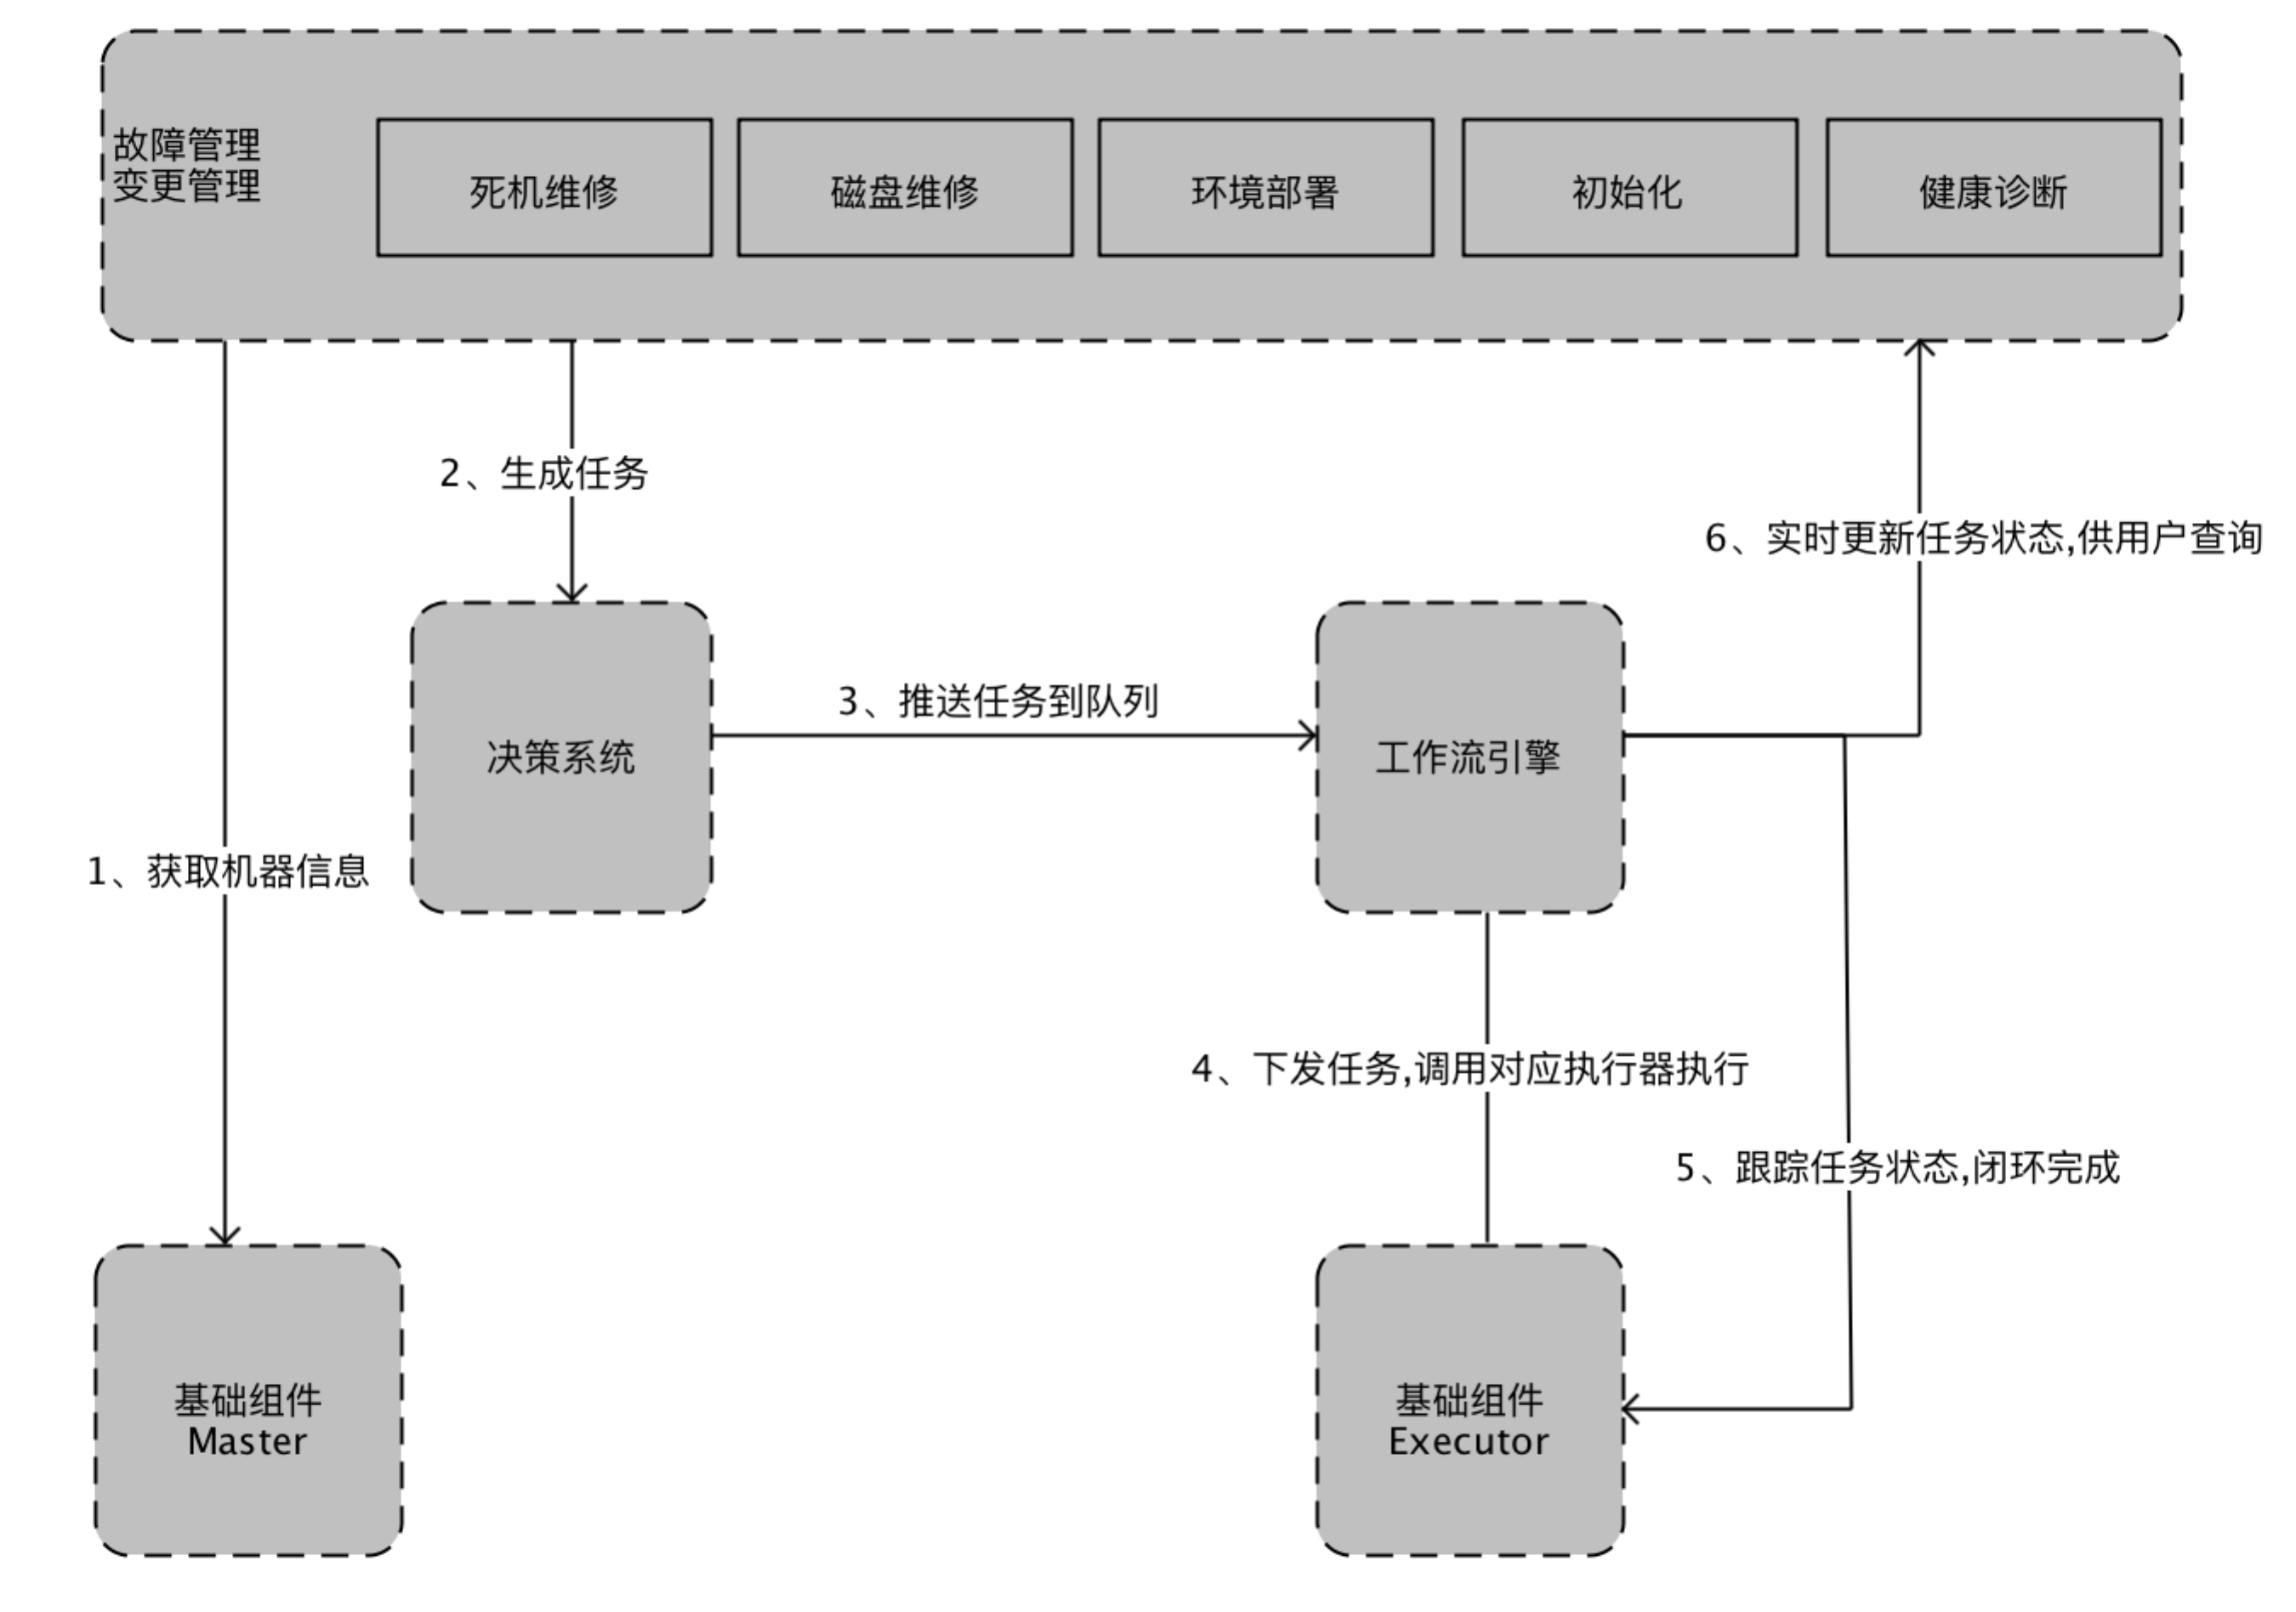 故障管理
变更管理
死机维修
磁盘维修
环境部署
初始化
健康诊断
2、生成任务
6、实时更新任务状态,供用户查询
3、推送任务到队列
决策系统
工作流引擎
1、获取机器信息
4、下发任务,调用对应执行器执行
5、跟踪任务状态,闭环完成
基础组件
Master
基础组件
Executor